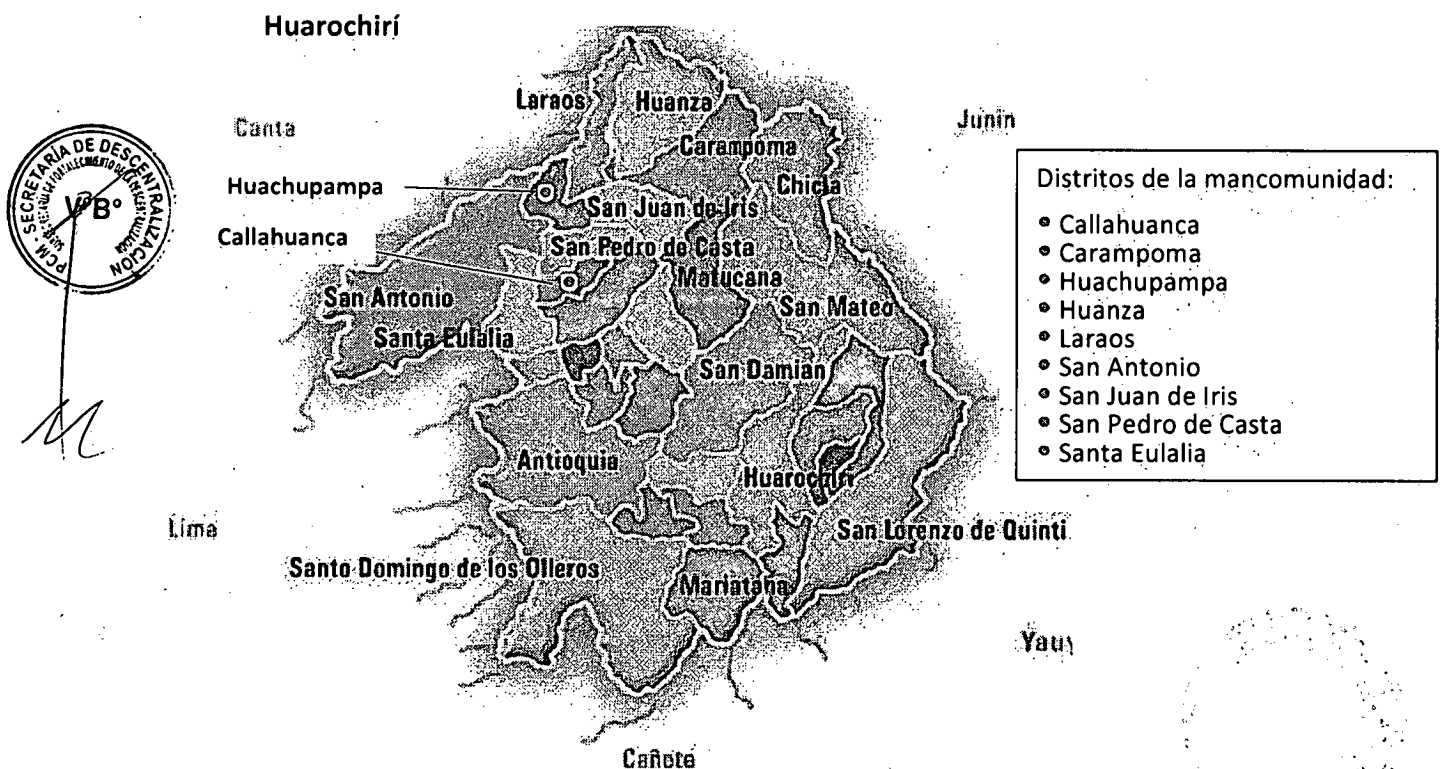 Huarochirí
Laraos
Huanza
Canta
Junin
Carampoma
Huachupampa
Chicla
San Juan de Iris
Callahuanca
San Pedro de Casta
Matucana
San Antonio
San Mateo
Santa Eulalia
San Damian
Antioquia
Huarochirí
Lima
San Lorenzo de Quinti
Santo Domingo de los Olleros
Mariatana
Yauy
Cañete
Distritos de la mancomunidad:
Callahuanca
Carampoma
Huachupampa
Huanza
Laraos
San Antonio
San Juan de Iris
San Pedro de Casta
Santa Eulalia
PCM - SECRETARÍA DE DESCENTRALIZACIÓN
V°B°